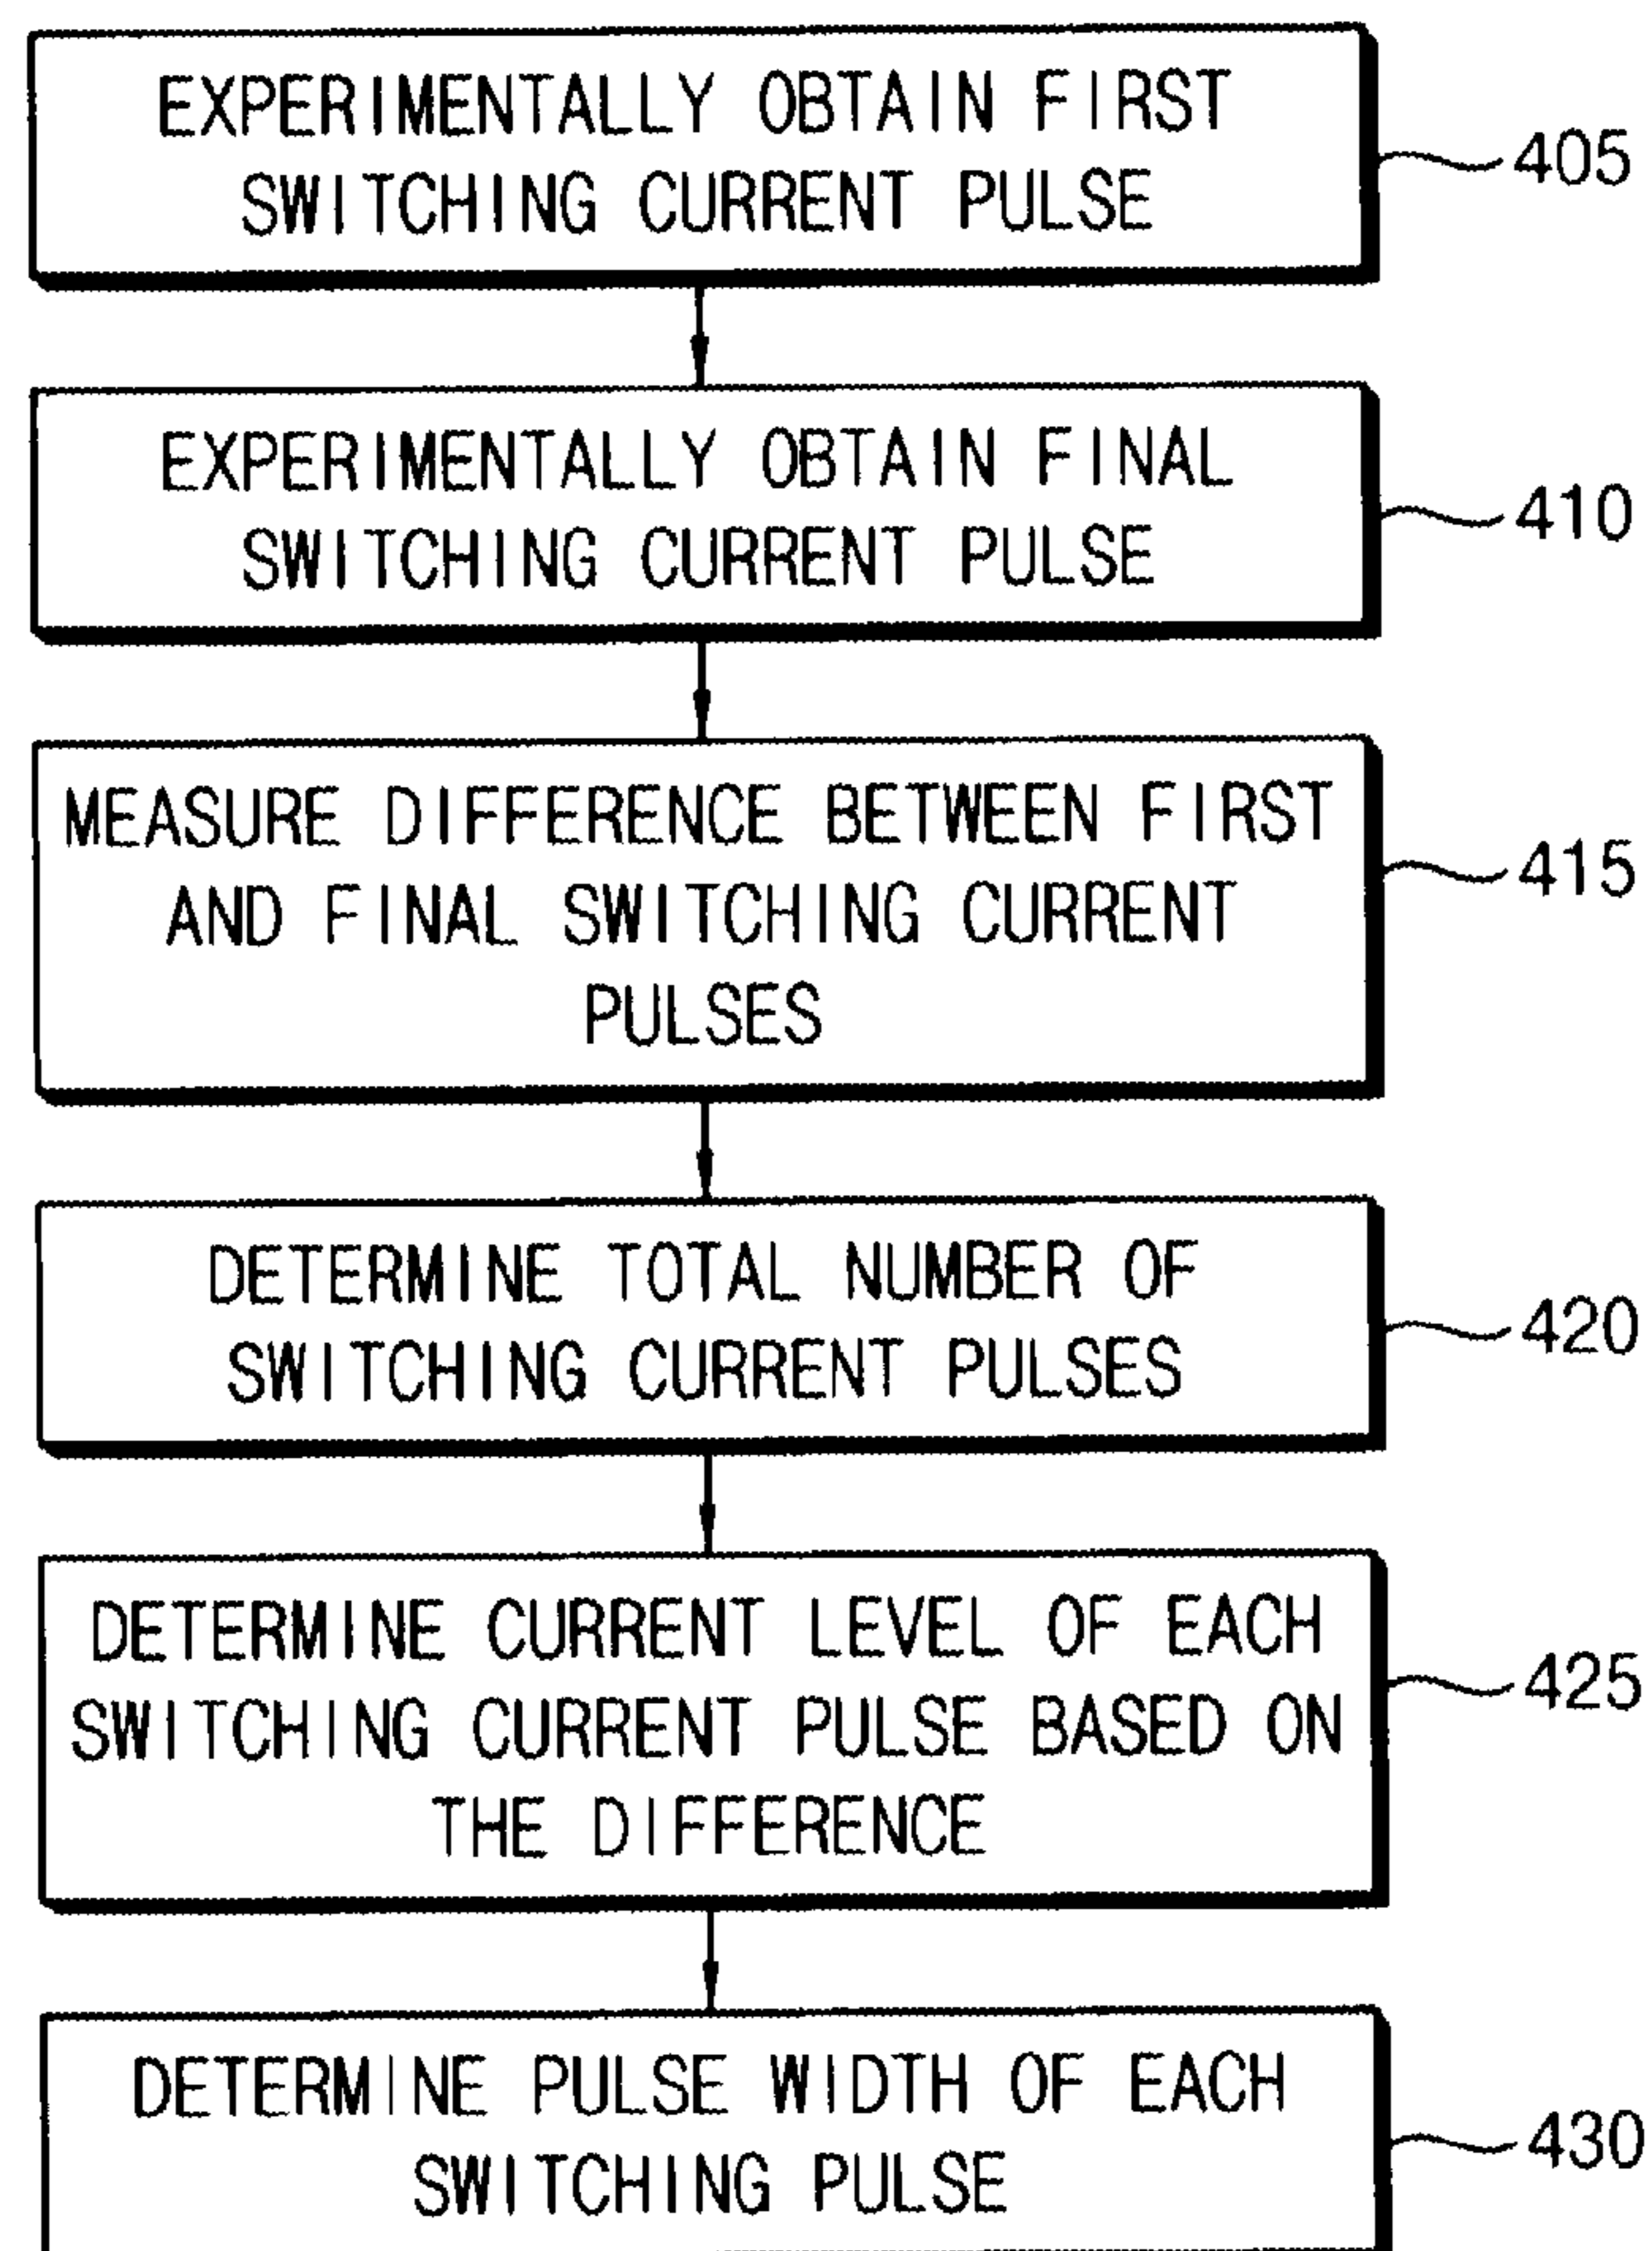 EXPERIMENTALLY OBTAIN FIRST
SWITCHING CURRENT PULSE
405
EXPERIMENTALLY OBTAIN FINAL
SWITCHING CURRENT PULSE
410
MEASURE DIFFERENCE BETWEEN FIRST
AND FINAL SWITCHING CURRENT
PULSES
415
DETERMINE TOTAL NUMBER OF
SWITCHING CURRENT PULSES
420
DETERMINE CURRENT LEVEL OF EACH
SWITCHING CURRENT PULSE BASED ON
THE DIFFERENCE
425
DETERMINE PULSE WIDTH OF EACH
SWITCHING PULSE
430